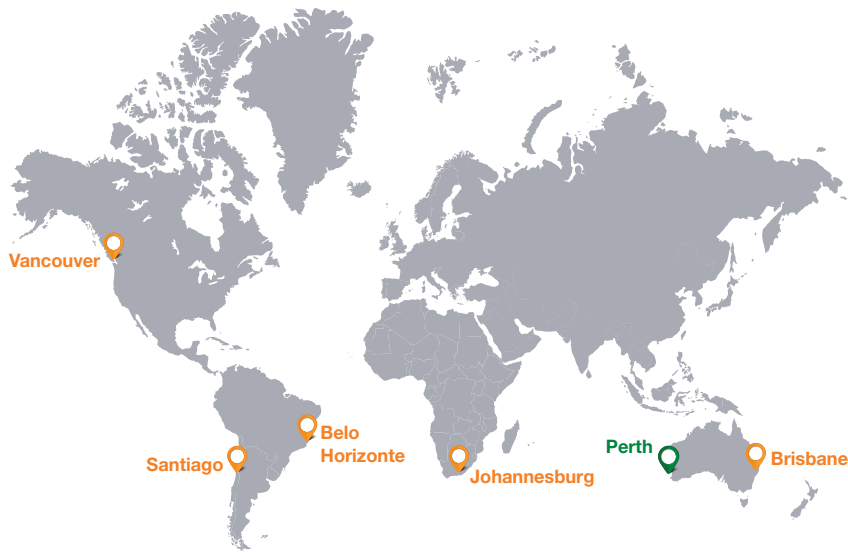 Vancouver
Belo
Horizonte
Santiago
Johannesburg
Perth
Brisbane